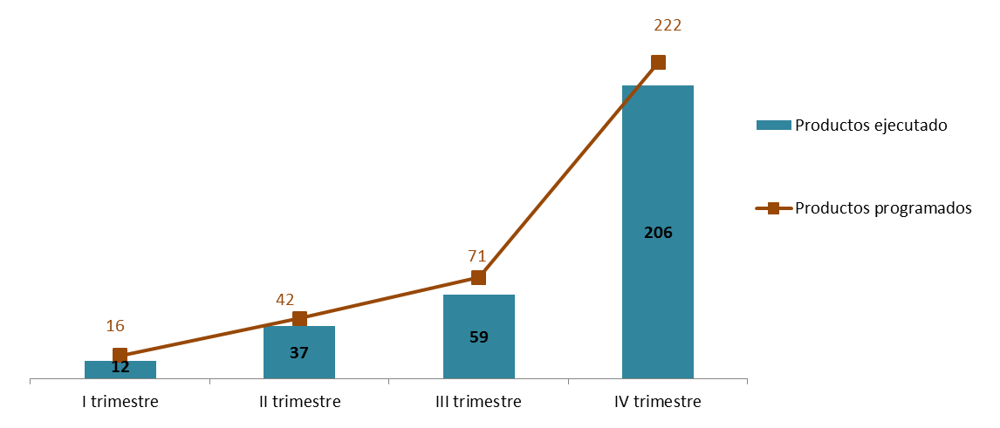 222
Productos ejecutado
Productos programados
206
71
59
42
37
16
12
I trimestre
II trimestre
III trimestre
IV trimestre